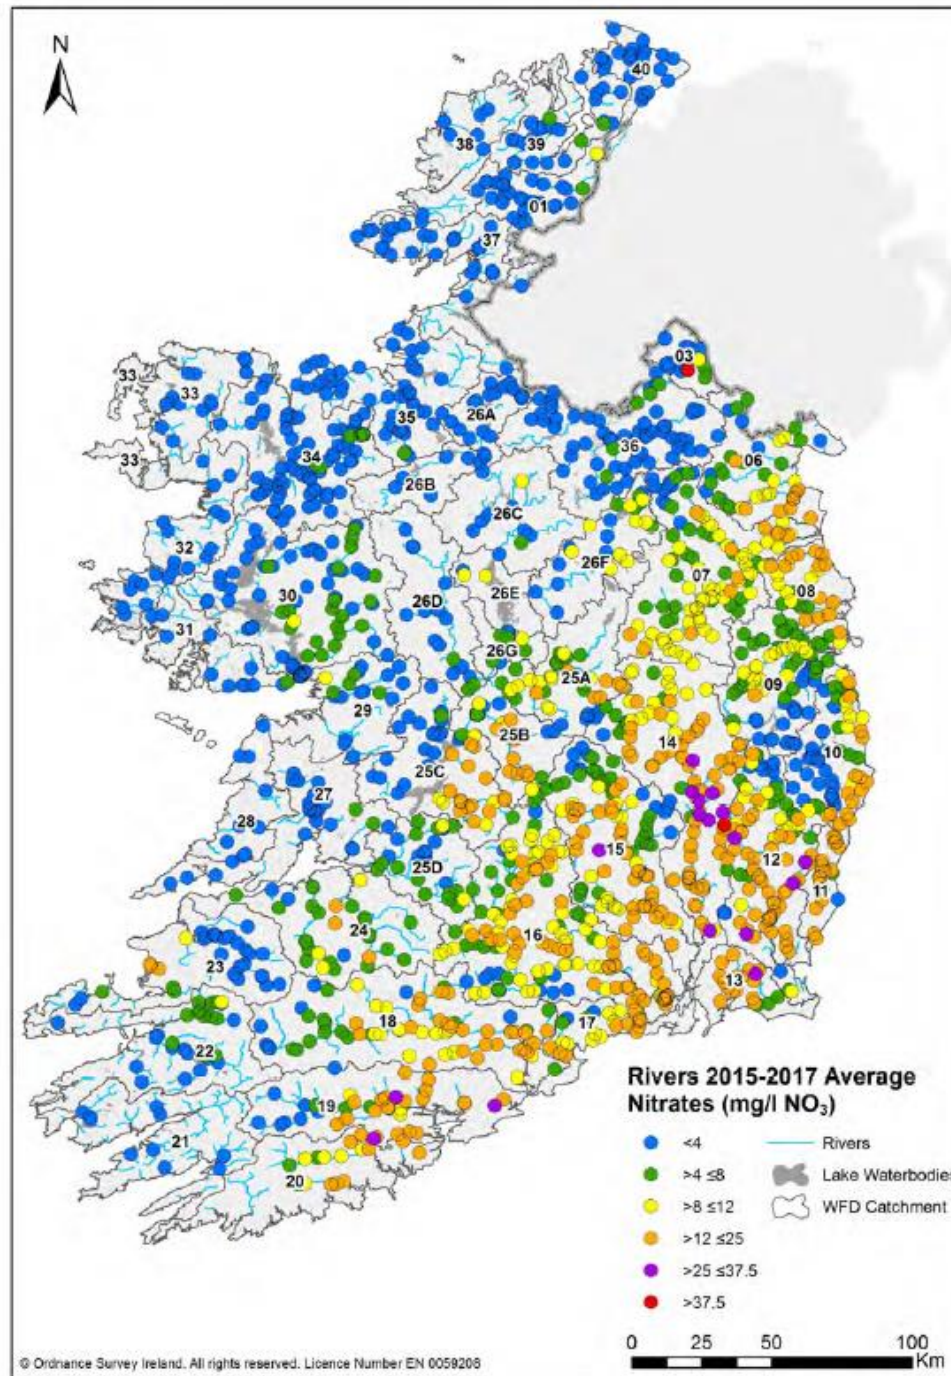 N
40
38
39
01
37
03
33
33
35
26A
36
34
33
06
26B
26C
32
26F
07
30
26D
26E
08
31
26G
25A
09
29
25B
14
10
25C
27
28
15
12
25D
11
24
16
23
13
18
17
22
19
21
20
Rivers 2015-2017 Average
Nitrates (mg/l NO₃)
<4
Rivers
>4 ≤8
Lake Waterbodies
>8 ≤12
WFD Catchment
>12 ≤25
>25 ≤37.5
>37.5
0 25 50 100
Km
© Ordnance Survey Ireland. All rights reserved. Licence Number EN 0059208